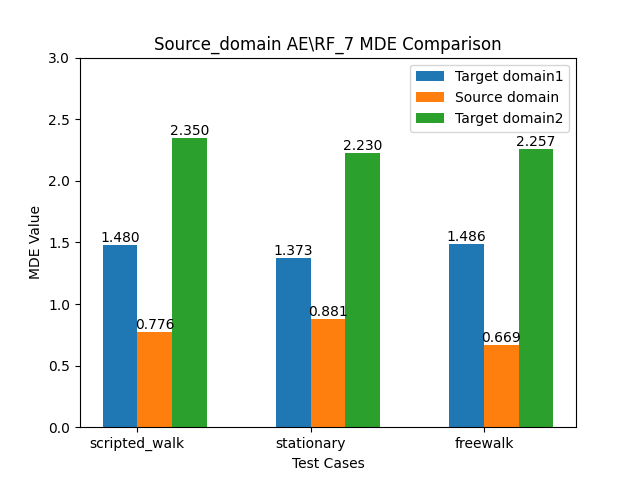 Source_domain AE\RF_7 MDE Comparison
3.0
2.5
2.0
1.5
1.0
0.5
0.0
MDE Value
Target domain1
Source domain
Target domain2
1.480
0.776
2.350
1.373
0.881
2.230
1.486
0.669
2.257
scripted_walk
stationary
freewalk
Test Cases